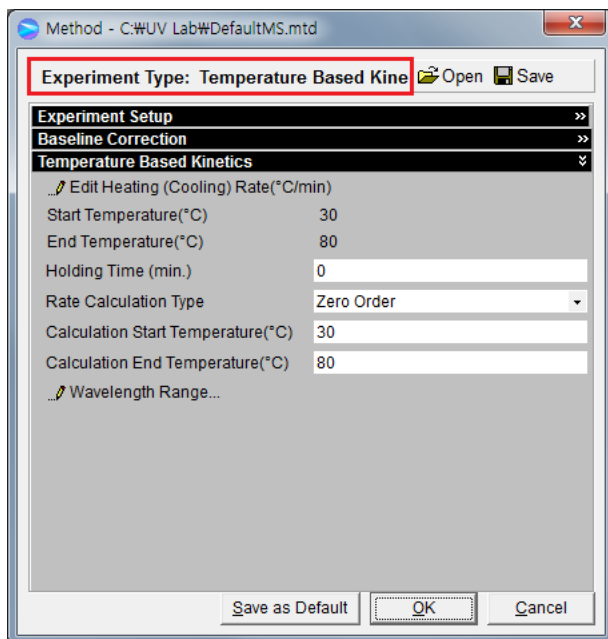 Method - C:₩UV Lab₩DefaultMS.mtd
Experiment Type: Temperature Based Kine Open Save
Experiment Setup »
Baseline Correction »
Temperature Based Kinetics
Edit Heating (Cooling) Rate(°C/min)
Start Temperature(°C) 30
End Temperature(°C) 80
Holding Time (min.) 0
Rate Calculation Type Zero Order
Calculation Start Temperature(°C) 30
Calculation End Temperature(°C) 80
Wavelength Range...
Save as Default OK Cancel